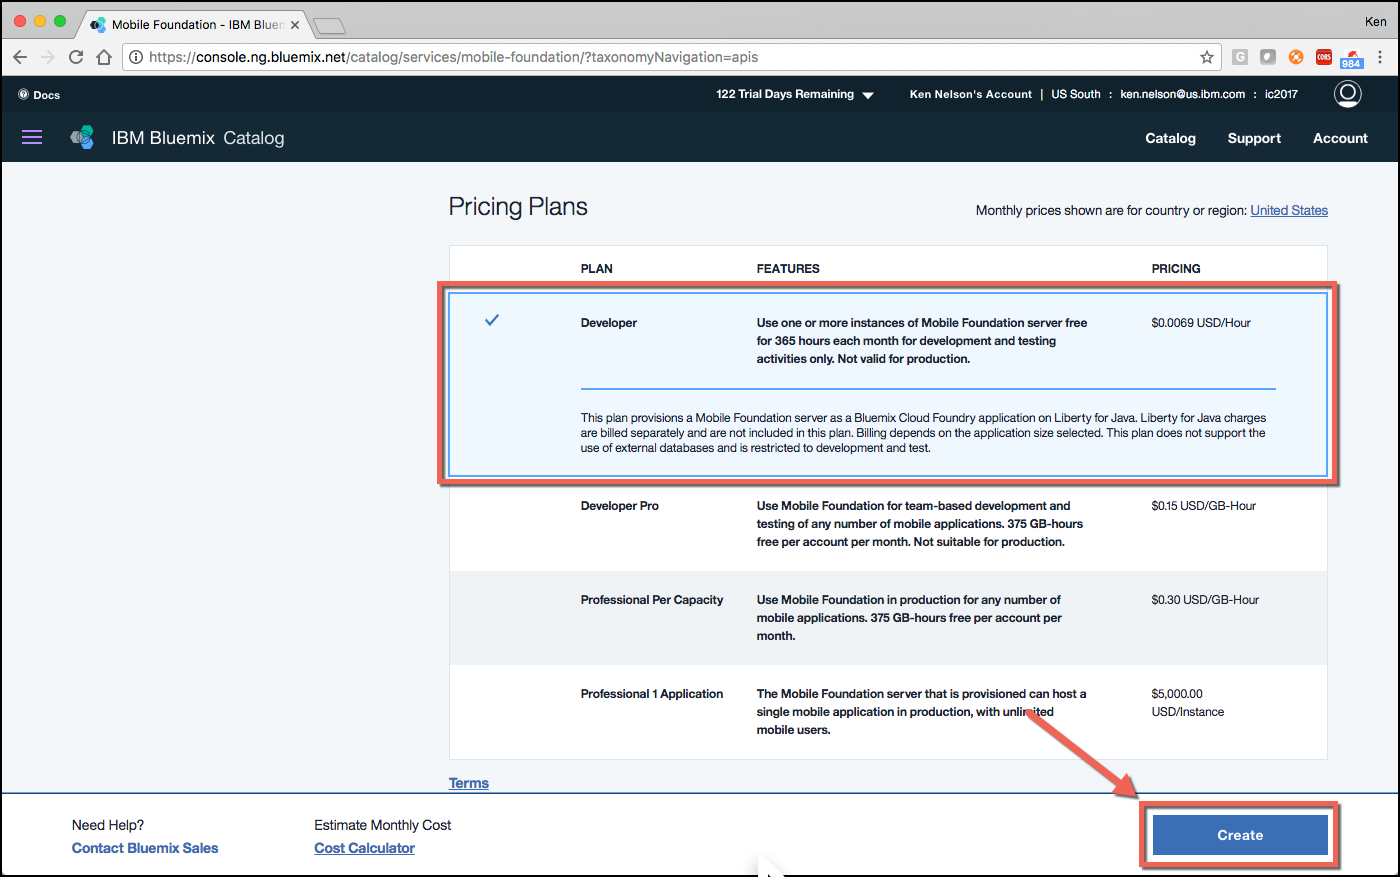 Mobile Foundation - IBM Bluem
Ken
https://console.ng.bluemix.net/catalog/services/mobile-foundation/?taxonomyNavigation=apis
G
CORS
984
Docs
122 Trial Days Remaining
Ken Nelson's Account | US South : ken.nelson@us.ibm.com : ic2017
IBM Bluemix Catalog
Catalog
Support
Account
Pricing Plans
Monthly prices shown are for country or region: United States
PLAN
FEATURES
PRICING
Developer
Use one or more instances of Mobile Foundation server free
for 365 hours each month for development and testing
activities only. Not valid for production.
$0.0069 USD/Hour
This plan provisions a Mobile Foundation server as a Bluemix Cloud Foundry application on Liberty for Java. Liberty for Java charges
are billed separately and are not included in this plan. Billing depends on the application size selected. This plan does not support the
use of external databases and is restricted to development and test.
Developer Pro
Use Mobile Foundation for team-based development and
testing of any number of mobile applications. 375 GB-hours
free per account per month. Not suitable for production.
$0.15 USD/GB-Hour
Professional Per Capacity
Use Mobile Foundation in production for any number of
mobile applications. 375 GB-hours free per account per
month.
$0.30 USD/GB-Hour
Professional 1 Application
The Mobile Foundation server that is provisioned can host a
single mobile application in production, with unlimited
mobile users.
$5,000.00
USD/Instance
Terms
Need Help?
Contact Bluemix Sales
Estimate Monthly Cost
Cost Calculator
Create